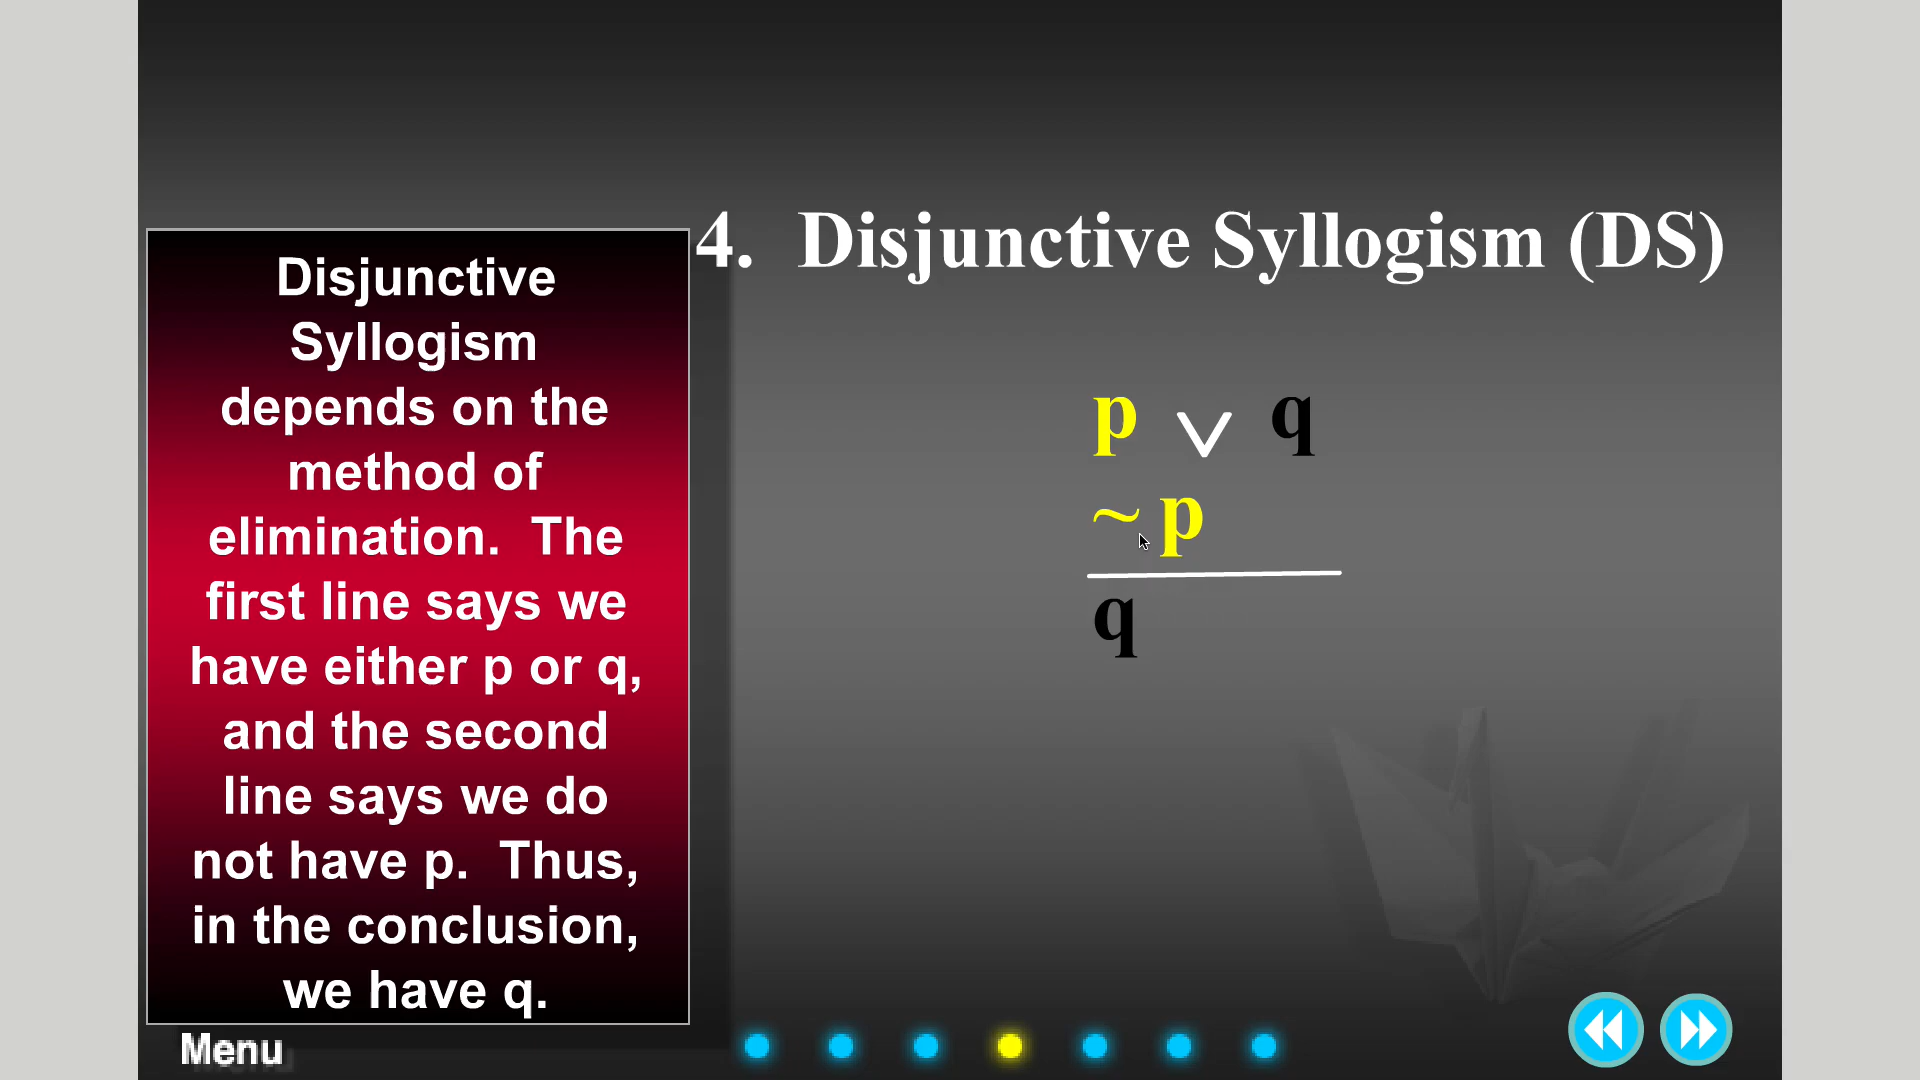 4. Disjunctive Syllogism (DS)
Disjunctive
Syllogism
depends on the
method of
elimination. The
first line says we
have either p or q,
and the second
line says we do
not have p. Thus,
in the conclusion,
we have q.
p ∨ q
~ p
q
Menu